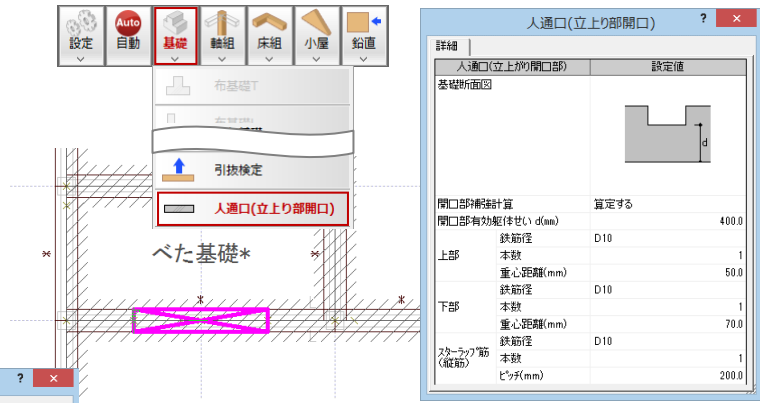 設定
Auto
自動
基礎
軸組
床組
小屋
鉛直
布基礎T
引抜検定
人通口(立上り部開口)
べた基礎*
?
×
人通口(立上り部開口)
?
×
詳細
人通口(立上がり開口部) 設定値
基礎断面図
d
開口部補強計算 算定する
開口部有効躯体せい d(mm) 400.0
上部
鉄筋径 D10
本数 1
重心距離(mm) 50.0
下部
鉄筋径 D10
本数 1
重心距離(mm) 70.0
スターラップ筋
(縦筋)
鉄筋径 D10
本数 1
ピッチ(mm) 200.0